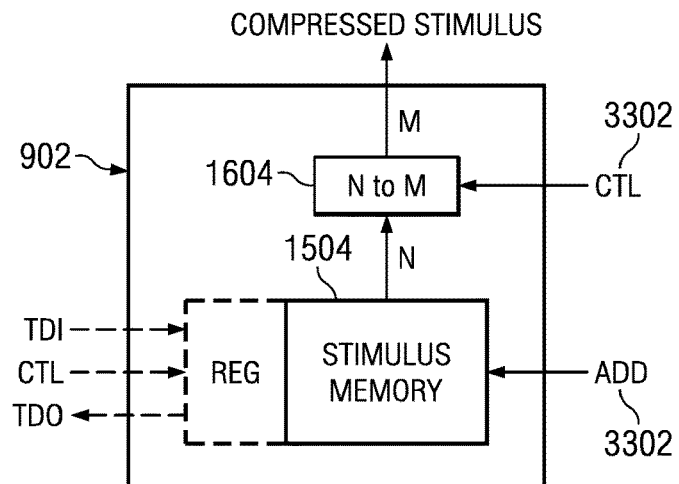 COMPRESSED STIMULUS
M
3302
902
1604
N to M
CTL
1504
N
TDI
CTL
TDO
REG
STIMULUS
MEMORY
ADD
3302